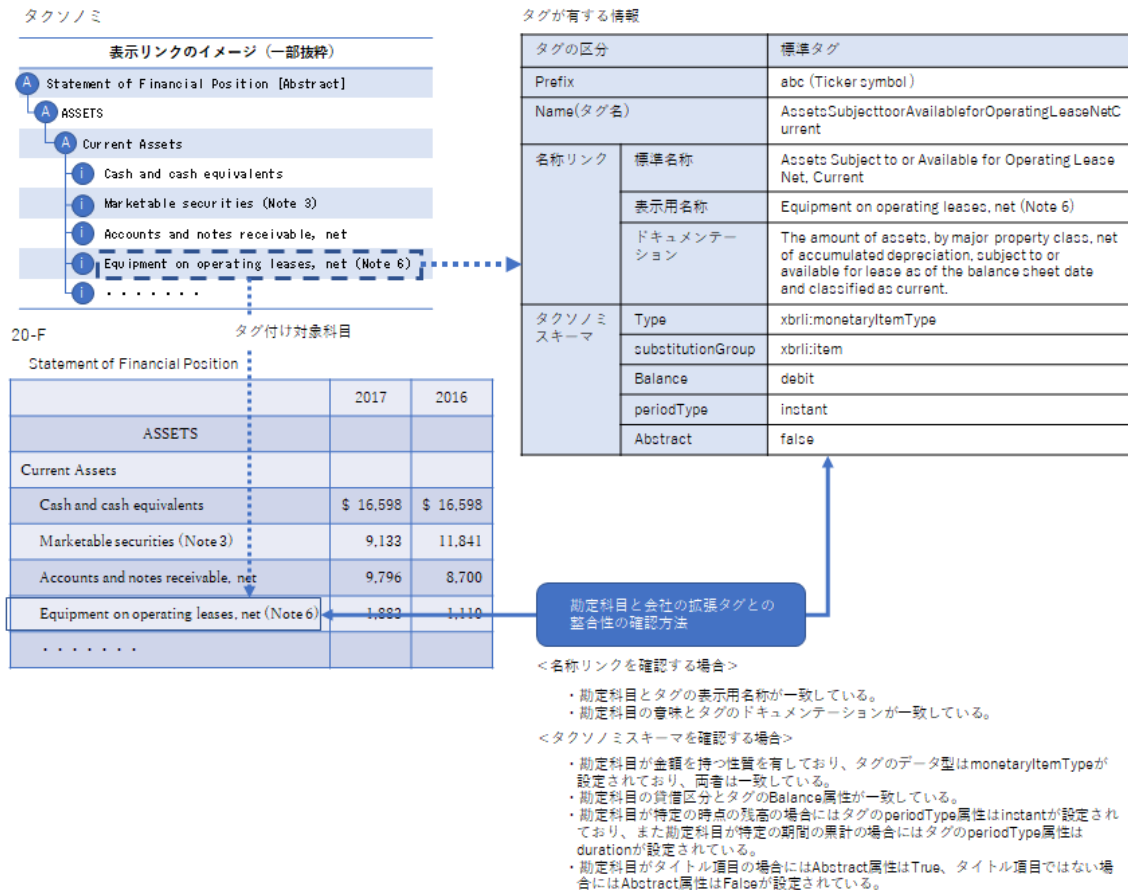 タクソノミ
表示リンクのイメージ（一部抜粋）
A Statement of Financial Position [Abstract]
A ASSETS
A Current Assets
i Cash and cash equivalents
i Marketable securities (Note 3)
i Accounts and notes receivable, net
i Equipment on operating leases, net (Note 6)
i ・・・・・・・
タグ付け対象科目
20-F
Statement of Financial Position
2017 2016
ASSETS
Current Assets
Cash and cash equivalents $ 16,598 $ 16,598
Marketable securities (Note 3) 9,133 11,841
Accounts and notes receivable, net 9,796 8,700
Equipment on operating leases, net (Note 6) 1,883 1,110
・・・・・・・
タグが有する情報
タグの区分 標準タグ
Prefix abc (Ticker symbol)
Name(タグ名) AssetsSubjecttoorAvailableforOperatingLeaseNetC
urrent
名称リンク 標準名称 Assets Subject to or Available for Operating Lease
Net, Current
表示用名称 Equipment on operating leases, net (Note 6)
ドキュメンテー
ション
The amount of assets, by major property class, net
of accumulated depreciation, subject to or
available for lease as of the balance sheet date
and classified as current.
タクソノミ
スキーマ
Type xbrli:monetaryItemType
substitutionGroup xbrli:item
Balance debit
periodType instant
Abstract false
勘定科目と会社の拡張タグとの
整合性の確認方法
＜名称リンクを確認する場合＞
・勘定科目とタグの表示用名称が一致している。
・勘定科目の意味とタグのドキュメンテーションが一致している。
＜タクソノミスキーマを確認する場合＞
・勘定科目が金額を持つ性質を有しており、タグのデータ型はmonetaryItemTypeが
設定されており、両者は一致している。
・勘定科目の貸借区分とタグのBalance属性が一致している。
・勘定科目が特定の時点の残高の場合にはタグのperiodType属性はinstantが設定され
ており、また勘定科目が特定の期間の累計の場合にはタグのperiodType属性は
durationが設定されている。
・勘定科目がタイトル項目の場合にはAbstract属性はTrue、タイトル項目ではない場
合にはAbstract属性はFalseが設定されている。